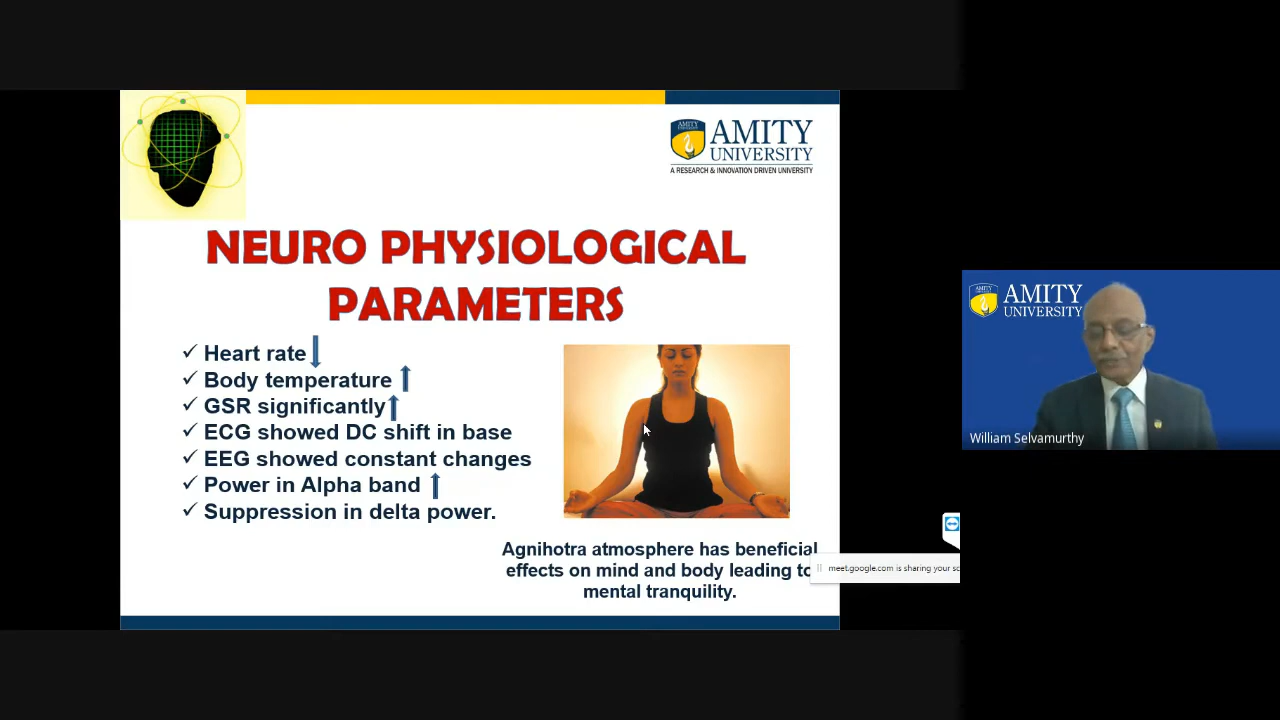 AMITY
UNIVERSITY
A RESEARCH & INNOVATION DRIVEN UNIVERSITY
NEURO PHYSIOLOGICAL
PARAMETERS
✓ Heart rate ↓
✓ Body temperature ↑
✓ GSR significantly ↑
✓ ECG showed DC shift in base
✓ EEG showed constant changes
✓ Power in Alpha band ↑
✓ Suppression in delta power.
Agnihotra atmosphere has beneficial
effects on mind and body leading to
mental tranquility.
meet.google.com is sharing your sc
AMITY
UNIVERSITY
William Selvamurthy